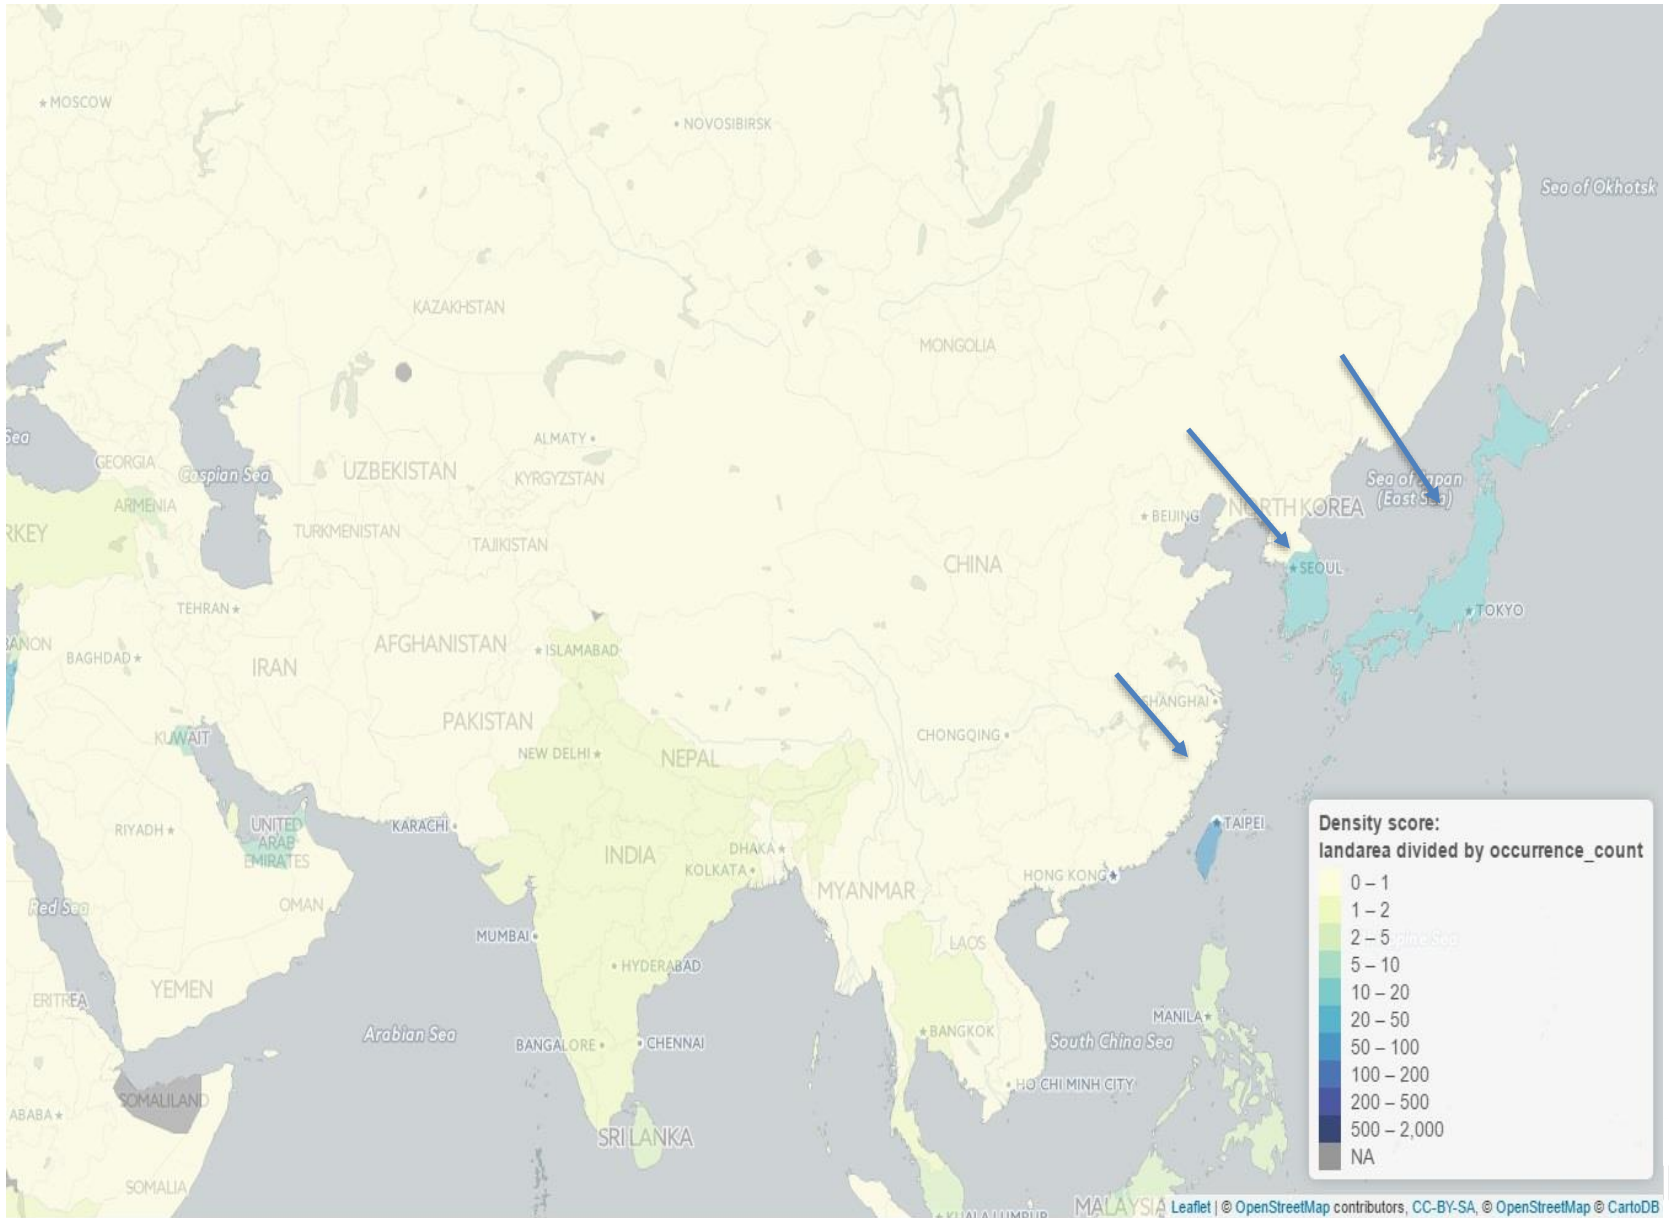 MOSCOW
NOVOSIBIRSK
Sea of Okhotsk
KAZAKHSTAN
MONGOLIA
Sea
ALMATY
GEORGIA
Caspian Sea
UZBEKISTAN
KYRGYZSTAN
Sea of Japan
(East Sea)
ARMENIA
RKEY
TURKMENISTAN
TAJIKISTAN
BEIJING
NORTH KOREA
CHINA
SEOUL
TEHRAN
TOKYO
BANON
BAGHDAD
IRAN
AFGHANISTAN
ISLAMABAD
SHANGHAI
PAKISTAN
KUWAIT
NEW DELHI
NEPAL
CHONGQING
RIYADH
UNITED
ARAB
EMIRATES
KARACHI
TAIPEI
DHAKA
INDIA
KOLKATA
HONG KONG
MYANMAR
Red Sea
OMAN
MUMBAI
LAOS
HYDERABAD
YEMEN
ERITREA
MANILA
Arabian Sea
BANGALORE
CHENNAI
BANGKOK
South China Sea
HO CHI MINH CITY
ABABA
SOMALILAND
SRI LANKA
SOMALIA
MALAYSIA
KUALA LUMPUR
Density score:
landarea divided by occurrence_count
0 – 1
1 – 2
2 – 5
5 – 10
10 – 20
20 – 50
50 – 100
100 – 200
200 – 500
500 – 2,000
NA
Leaflet | © OpenStreetMap contributors, CC-BY-SA, © OpenStreetMap © CartoDB